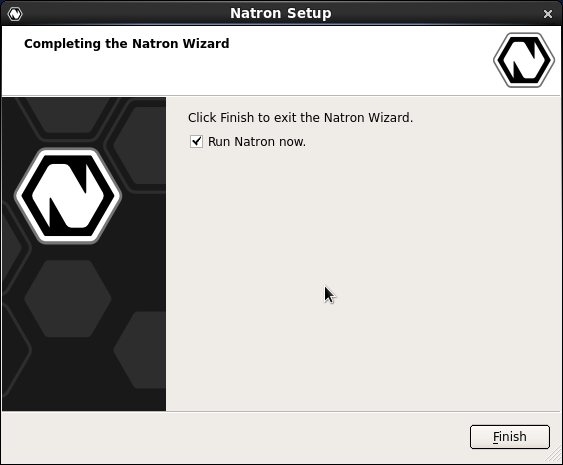 Natron Setup
Completing the Natron Wizard
Click Finish to exit the Natron Wizard.
Run Natron now.
Finish